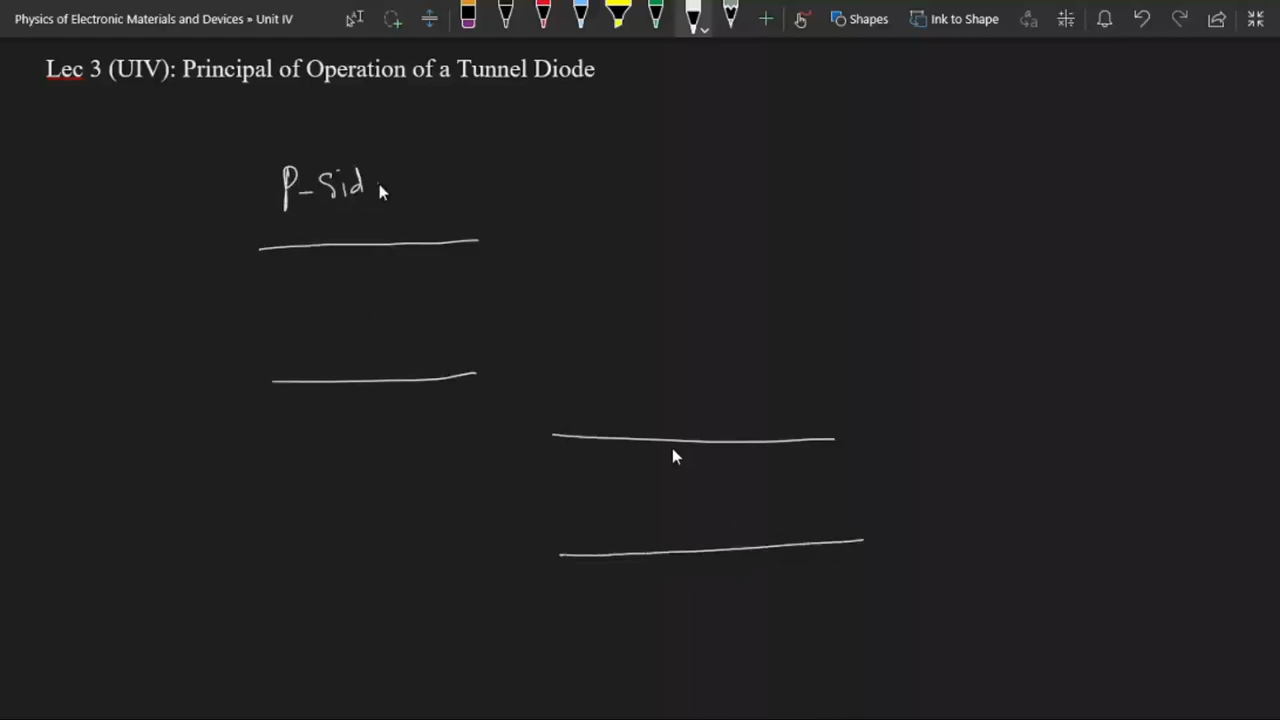 Physics of Electronic Materials and Devices » Unit IV
Shapes
Ink to Shape
Lec 3 (UIV): Principal of Operation of a Tunnel Diode
P-Sid